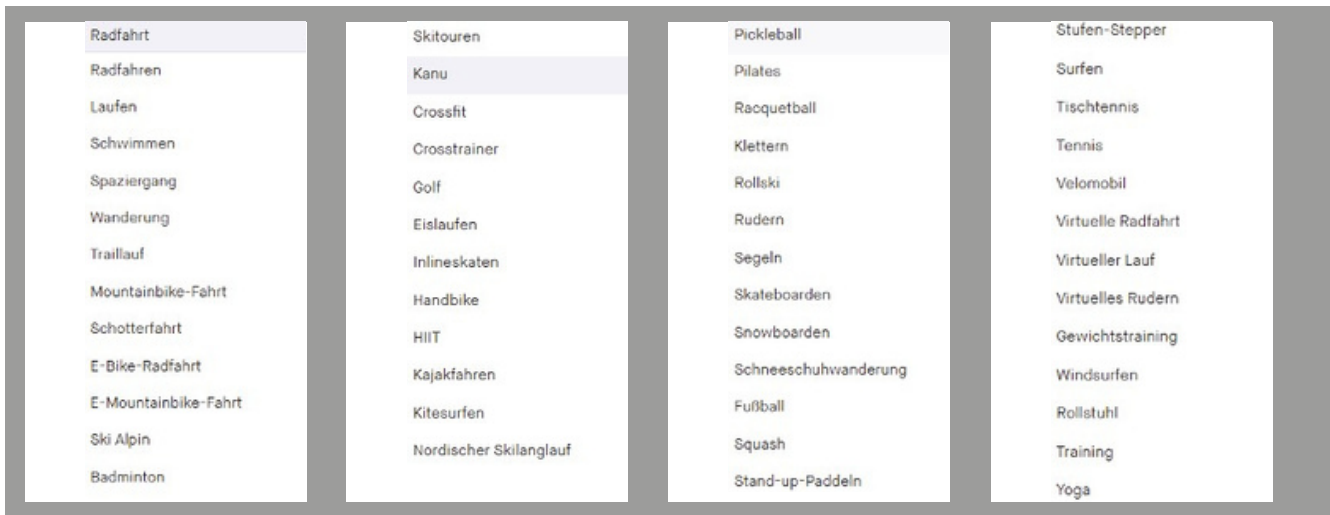 Radfahrt
Radfahren
Laufen
Schwimmen
Spaziergang
Wanderung
Traillauf
Mountainbike-Fahrt
Schotterfahrt
E-Bike-Radfahrt
E-Mountainbike-Fahrt
Ski Alpin
Badminton
Skitouren
Kanu
Crossfit
Crosstrainer
Golf
Eislaufen
Inlineskaten
Handbike
HIIT
Kajakfahren
Kitesurfen
Nordischer Skilanglauf
Pickleball
Pilates
Racquetball
Klettern
Rollski
Rudern
Segeln
Skateboarden
Snowboarden
Schneeschuhwanderung
Fußball
Squash
Stand-up-Paddeln
Stufen-Stepper
Surfen
Tischtennis
Tennis
Velomobil
Virtuelle Radfahrt
Virtueller Lauf
Virtuelles Rudern
Gewichtstraining
Windsurfen
Rollstuhl
Training
Yoga